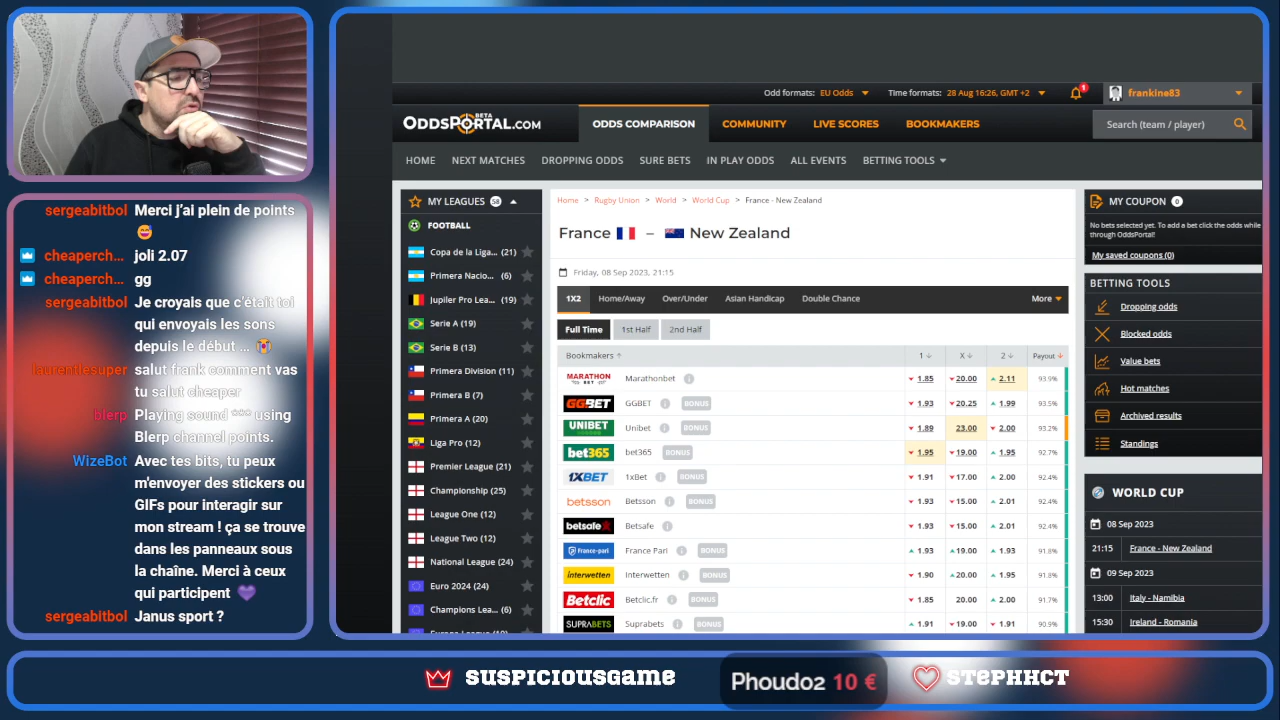 Odd formats: EU Odds
Time formats: 28 Aug 16:26, GMT +2
1
frankino83
ODDSPORTAL.COM
BETA
ODDS COMPARISON
COMMUNITY
LIVE SCORES
BOOKMAKERS
Search (team / player)
HOME
NEXT MATCHES
DROPPING ODDS
SURE BETS
IN PLAY ODDS
ALL EVENTS
BETTING TOOLS
sergeabitbol Merci j'ai plein de points
cheaperch... joli 2.07
cheaperch... gg
sergeabitbol Je croyais que c'était toi
qui envoyais les sons
depuis le début ...
laurentlesuper salut frank comment vas
tu salut cheaper
blerp Playing sound *** using
Blerp channel points.
WizeBot Avec tes bits, tu peux
m'envoyer des stickers ou
GIFs pour interagir sur
mon stream ! ça se trouve
dans les panneaux sous
la chaîne. Merci à ceux
qui participent
sergeabitbol Janus sport ?
MY LEAGUES 58
FOOTBALL
Copa de la Liga... (21)
Primera Nacio... (6)
Jupiler Pro Lea... (19)
Serie A (19)
Serie B (13)
Primera Division (11)
Primera B (7)
Primera A (20)
Liga Pro (12)
Premier League (21)
Championship (25)
League One (12)
League Two (12)
National League (24)
Euro 2024 (24)
Champions Lea... (6)
Home > Rugby Union > World > World Cup > France - New Zealand
France – New Zealand
Friday, 08 Sep 2023, 21:15
1X2 Home/Away Over/Under Asian Handicap Double Chance More
Full Time 1st Half 2nd Half
Bookmakers 1 X 2 Payout
MARATHON BET Marathonbet 1.85 20.00 2.11 93.9%
GG.BET GGBET BONUS 1.93 20.25 1.99 93.5%
UNIBET Unibet BONUS 1.89 23.00 2.00 93.2%
bet365 bet365 BONUS 1.95 19.00 1.95 92.7%
1XBET 1xBet BONUS 1.91 17.00 2.00 92.4%
betsson Betsson BONUS 1.93 15.00 2.01 92.4%
betsafe Betsafe 1.93 15.00 2.01 92.4%
France-pari France Pari BONUS 1.93 19.00 1.93 91.8%
interwetten Interwetten BONUS 1.90 20.00 1.95 91.8%
Betclic Betclic.fr BONUS 1.85 20.00 2.00 91.7%
SUPRABETS Suprabets BONUS 1.91 19.00 1.91 90.9%
MY COUPON 0
No bets selected yet. To add a bet click the odds while
through OddsPortal!
My saved coupons (0)
BETTING TOOLS
Dropping odds
Blocked odds
Value bets
Hot matches
Archived results
Standings
WORLD CUP
08 Sep 2023
21:15 France - New Zealand
09 Sep 2023
13:00 Italy - Namibia
15:30 Ireland - Romania
SUSPICIOUSGAME
Phoudo2 10 €
STEPHHCT